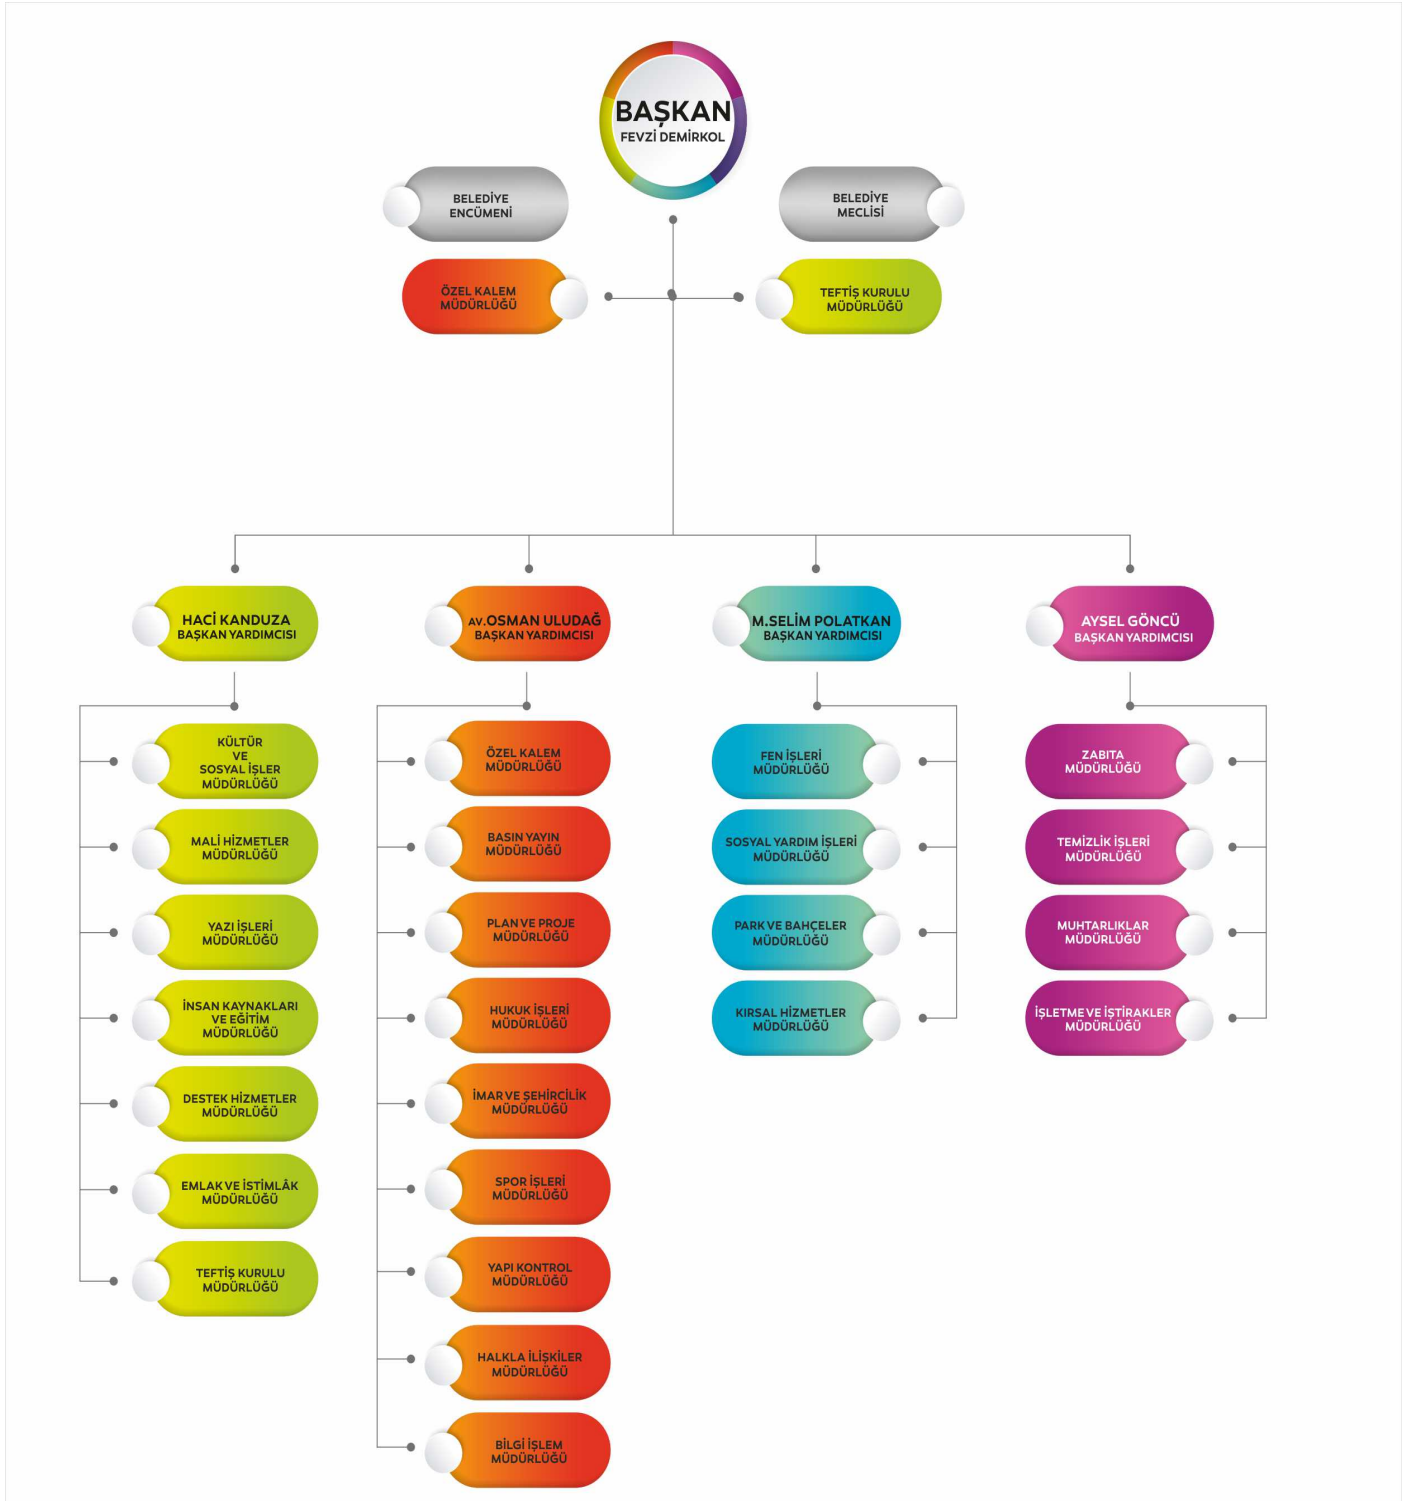 BAŞKAN
FEVZİ DEMİRKOL
BELEDİYE
ENCÜMENİ
BELEDİYE
MECLİSİ
ÖZEL KALEM
MÜDÜRLÜĞÜ
TEFTİŞ KURULU
MÜDÜRLÜĞÜ
HACİ KANDUZA
BAŞKAN YARDIMCISI
AV.OSMAN ULUDAĞ
BAŞKAN YARDIMCISI
M.SELİM POLATKAN
BAŞKAN YARDIMCISI
AYSEL GÖNCÜ
BAŞKAN YARDIMCISI
KÜLTÜR
VE
SOSYAL İŞLER
MÜDÜRLÜĞÜ
MALİ HİZMETLER
MÜDÜRLÜĞÜ
YAZI İŞLERİ
MÜDÜRLÜĞÜ
İNSAN KAYNAKLARI
VE EĞİTİM
MÜDÜRLÜĞÜ
DESTEK HİZMETLER
MÜDÜRLÜĞÜ
EMLAK VE İSTİMLÂK
MÜDÜRLÜĞÜ
TEFTİŞ KURULU
MÜDÜRLÜĞÜ
ÖZEL KALEM
MÜDÜRLÜĞÜ
BASIN YAYIN
MÜDÜRLÜĞÜ
PLAN VE PROJE
MÜDÜRLÜĞÜ
HUKUK İŞLERİ
MÜDÜRLÜĞÜ
İMAR VE ŞEHİRCİLİK
MÜDÜRLÜĞÜ
SPOR İŞLERİ
MÜDÜRLÜĞÜ
YAPI KONTROL
MÜDÜRLÜĞÜ
HALKLA İLİŞKİLER
MÜDÜRLÜĞÜ
BİLGİ İŞLEM
MÜDÜRLÜĞÜ
FEN İŞLERİ
MÜDÜRLÜĞÜ
SOSYAL YARDIM İŞLERİ
MÜDÜRLÜĞÜ
PARK VE BAHÇELER
MÜDÜRLÜĞÜ
KIRSAL HİZMETLER
MÜDÜRLÜĞÜ
ZABITA
MÜDÜRLÜĞÜ
TEMİZLİK İŞLERİ
MÜDÜRLÜĞÜ
MUHTARLIKLAR
MÜDÜRLÜĞÜ
İŞLETME VE İŞTİRAKLER
MÜDÜRLÜĞÜ